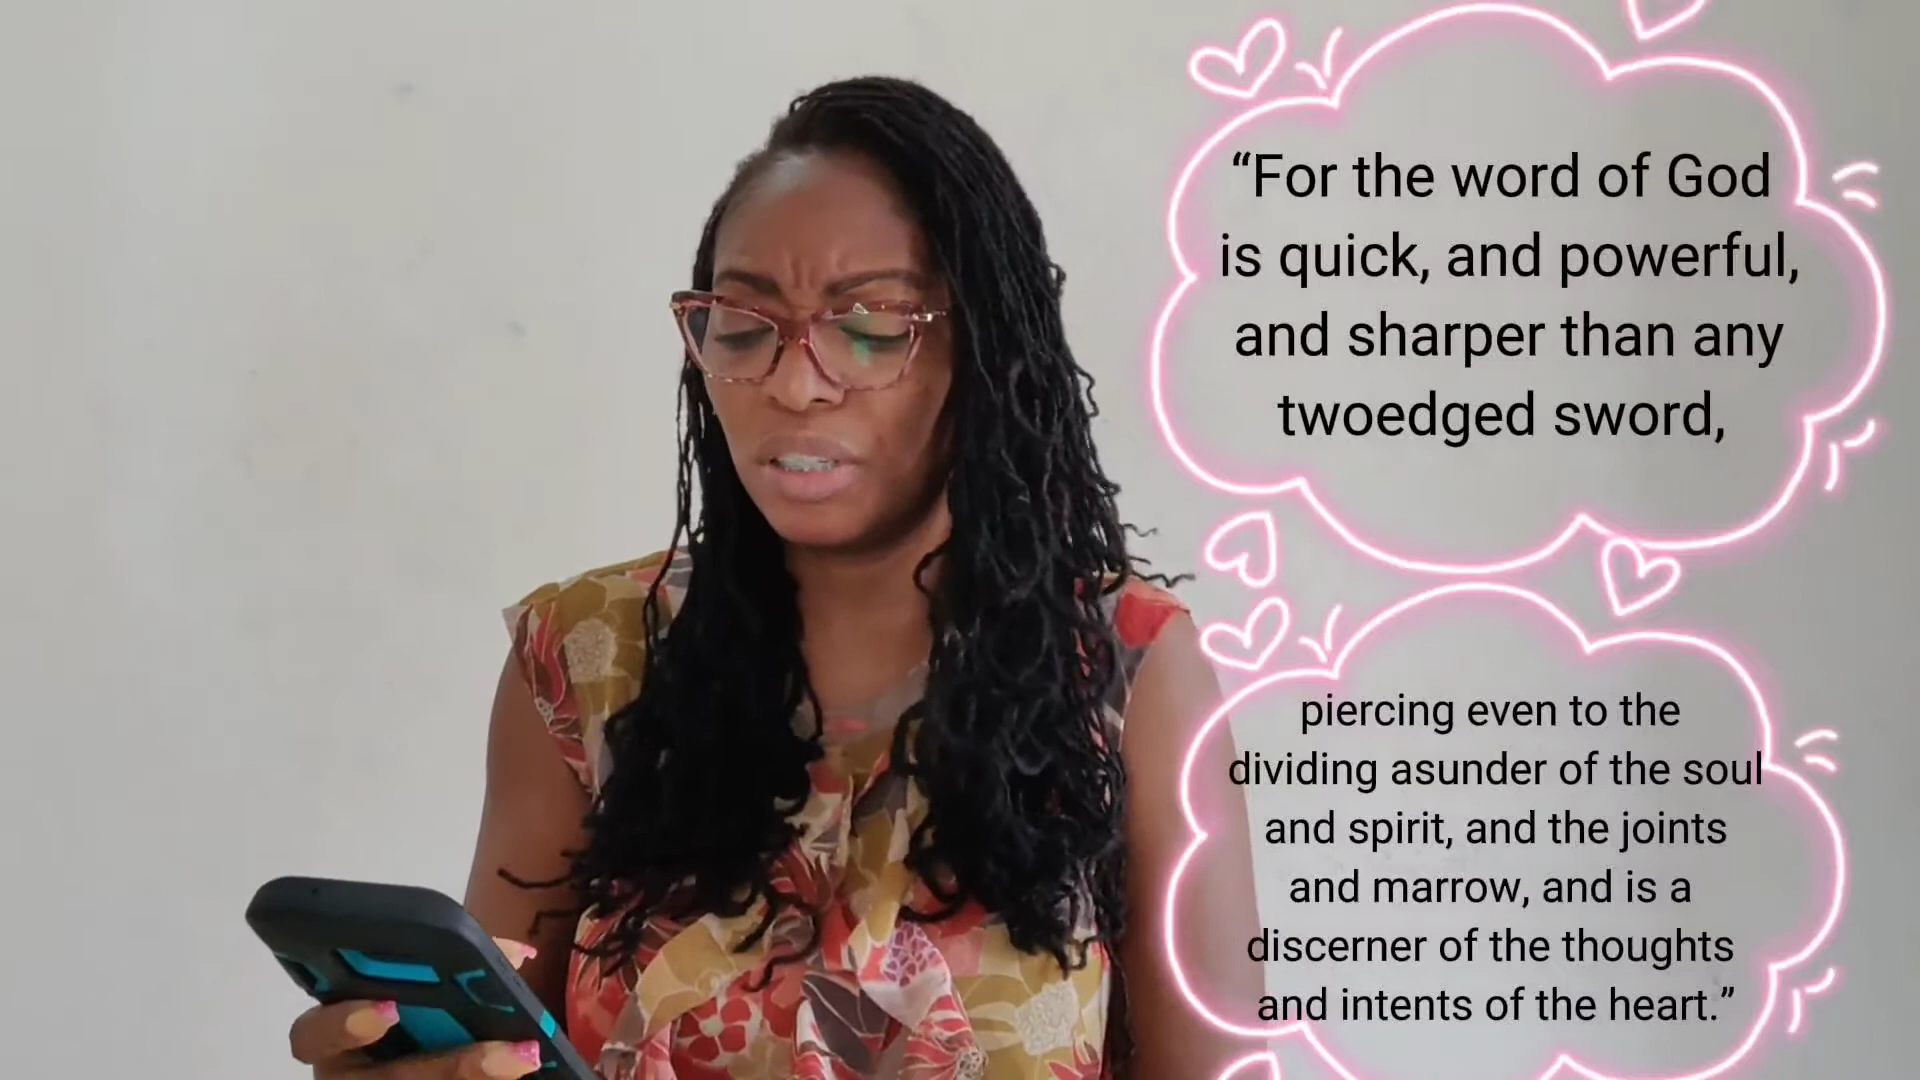 “For the word of God
is quick, and powerful,
and sharper than any
twoedged sword,
piercing even to the
dividing asunder of the soul
and spirit, and the joints
and marrow, and is a
discerner of the thoughts
and intents of the heart.”